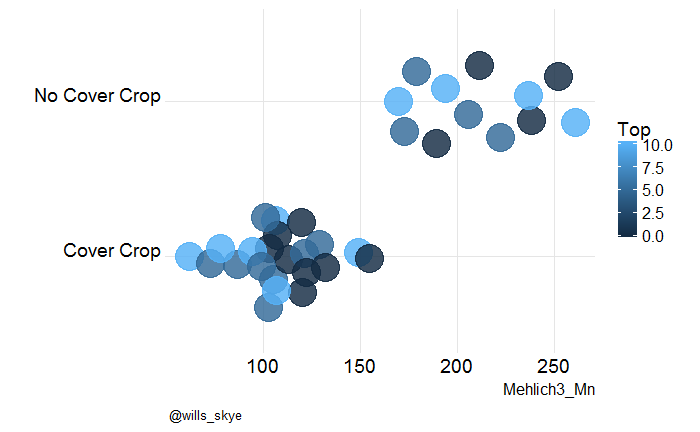 No Cover Crop
Cover Crop
Top
10.0
7.5
5.0
2.5
0.0
100 150 200 250
Mehlich3_Mn
@wills_skye